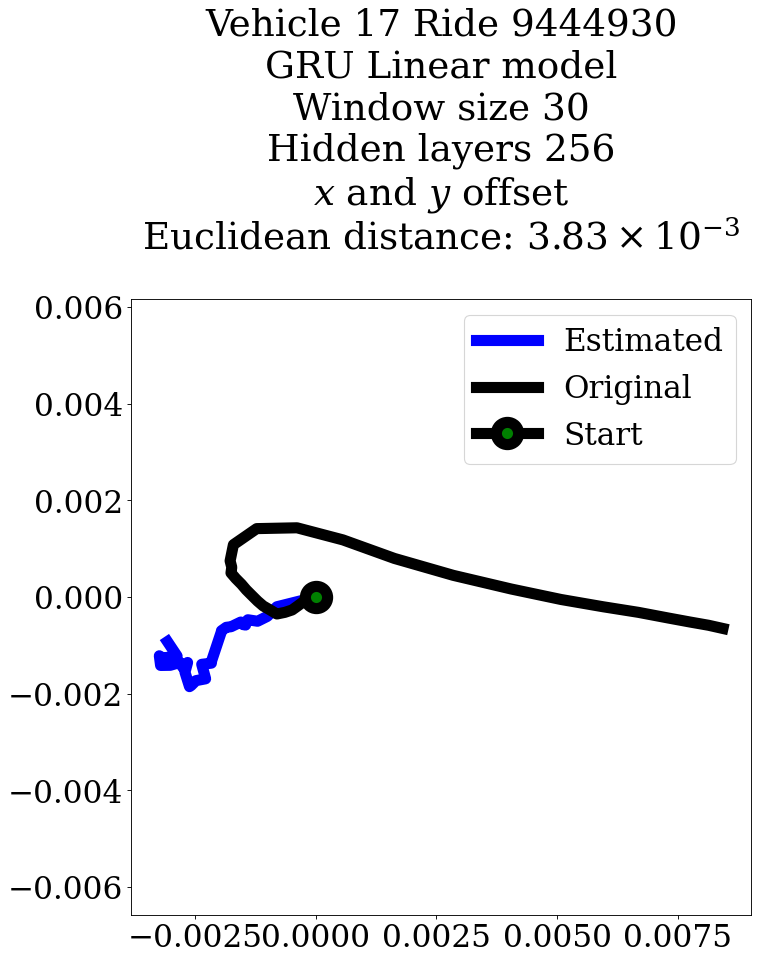 Vehicle 17 Ride 9444930
GRU Linear model
Window size 30
Hidden layers 256
x and y offset
Euclidean distance: 3.83 × 10⁻³
0.006
Estimated
Original
Start
0.004
0.002
0.000
−0.002
−0.004
−0.006
−0.0025 0.0000 0.0025 0.0050 0.0075